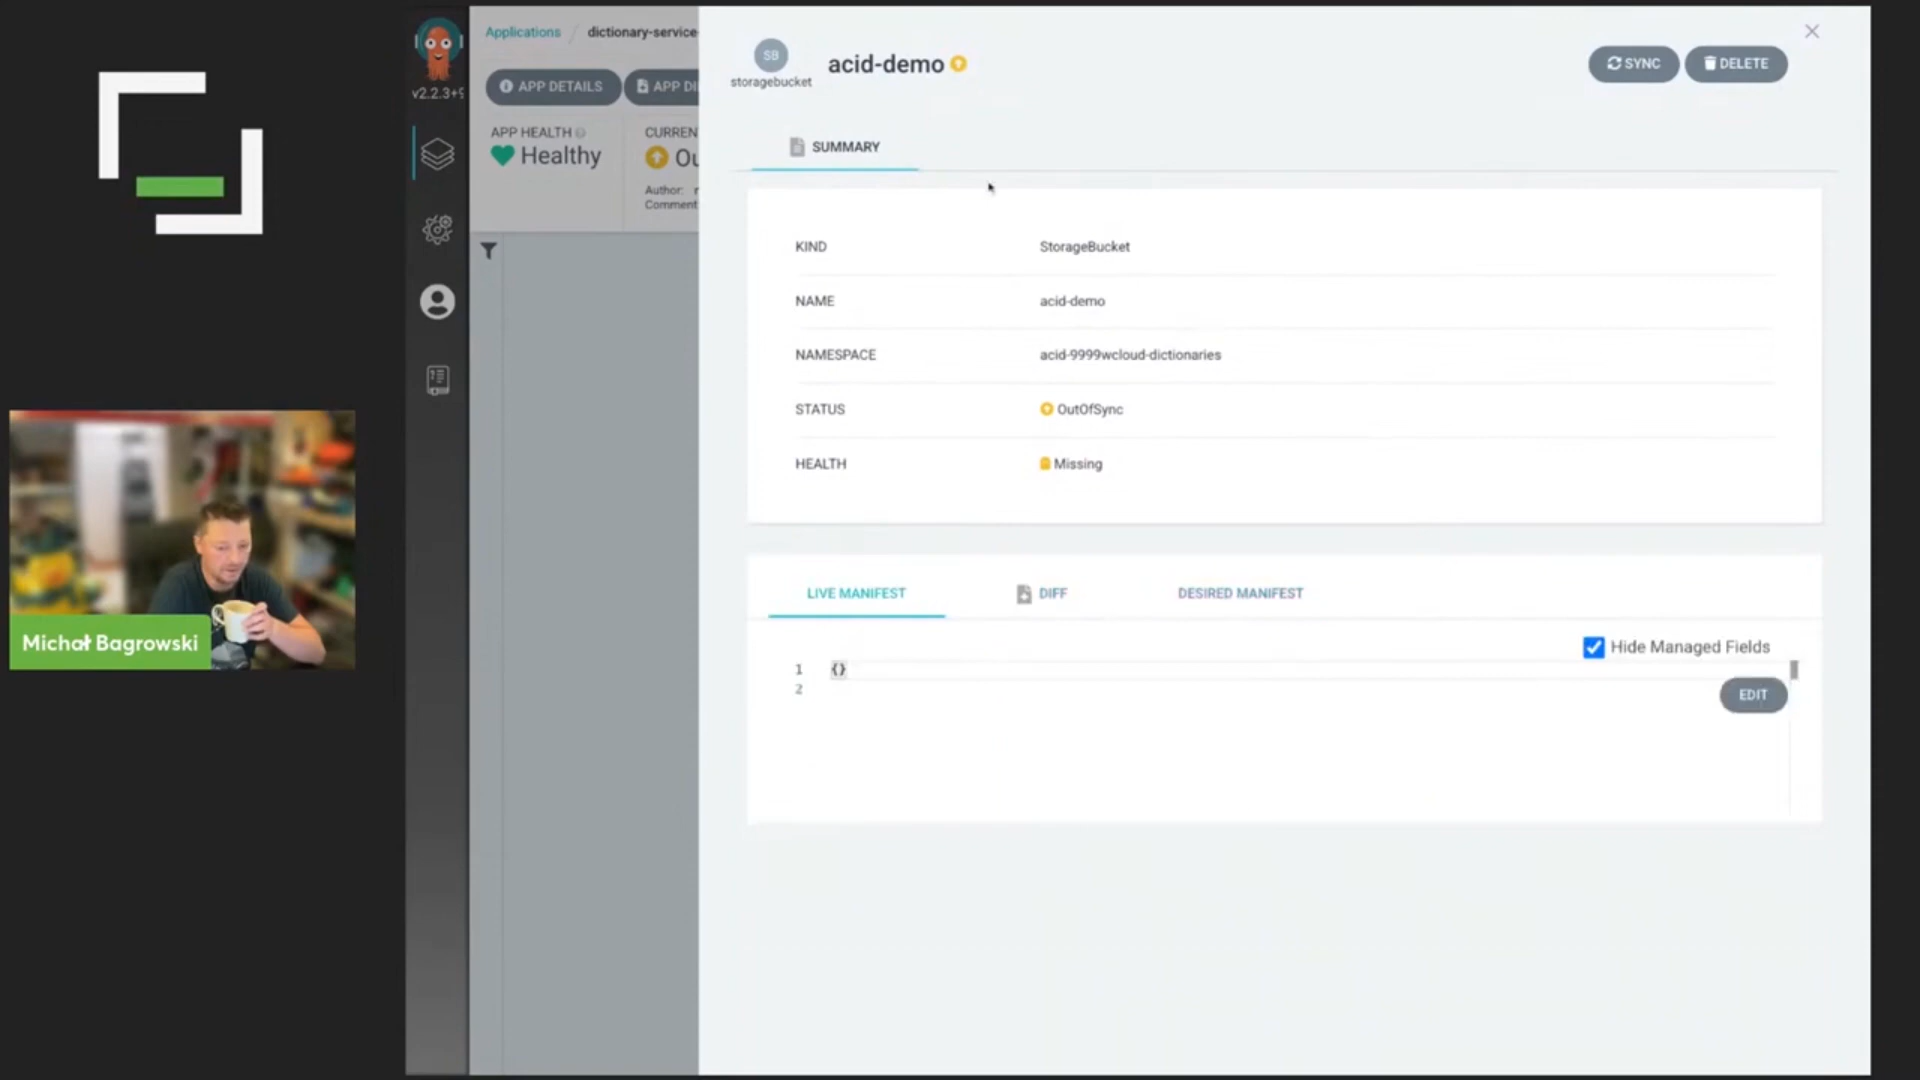 v2.2.3+9
Applications / dictionary-service-
APP DETAILS
APP DI
APP HEALTH
Healthy
CURREN
Ou
Author: r
Comment
SB
storagebucket
acid-demo
SYNC
DELETE
SUMMARY
KIND StorageBucket
NAME acid-demo
NAMESPACE acid-9999wcloud-dictionaries
STATUS OutOfSync
HEALTH Missing
LIVE MANIFEST
DIFF
DESIRED MANIFEST
Hide Managed Fields
1 {}
2
EDIT
Michał Bagrowski